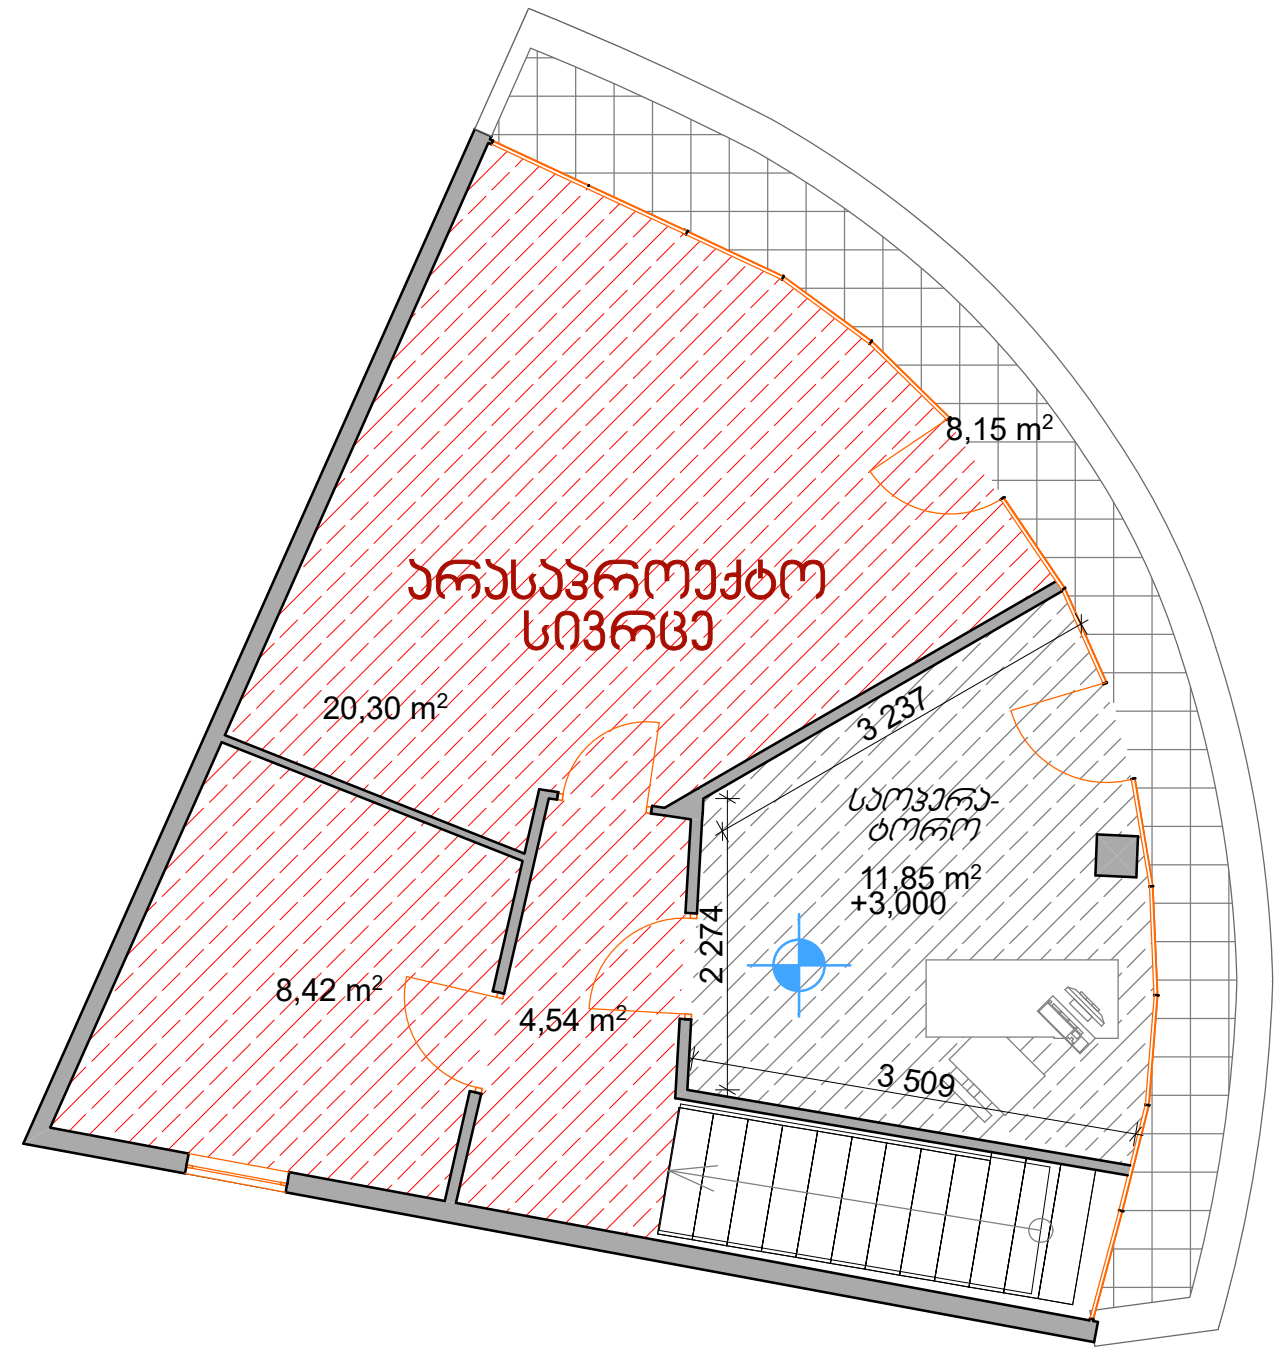 8,15 m²
არასაპროექტო
სივრცე
20,30 m²
3 237
საოპერა-
ტორო
11,85 m²
+3,000
2 274
8,42 m²
4,54 m²
3 509